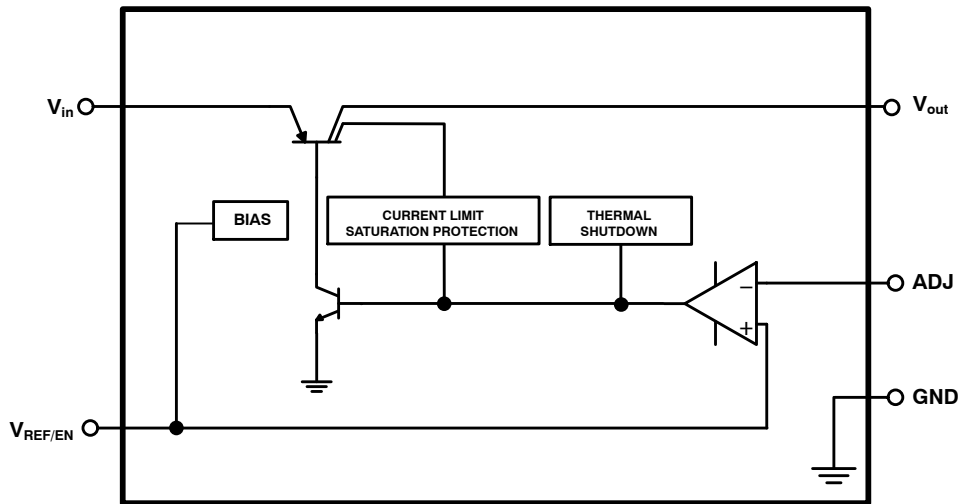 Vin
Vout
BIAS
CURRENT LIMIT
SATURATION PROTECTION
THERMAL
SHUTDOWN
−
ADJ
+
GND
VREF/EN